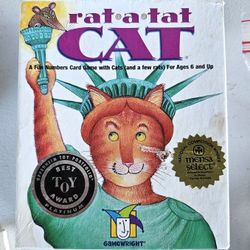 rat•a•tat
CAT
A Fun Numbers Card Game with Cats (and a few rats) For Ages 6 and Up
BEST
TOY
AWARD
PLATINUM
mensa
SELECT
GAMEWRIGHT